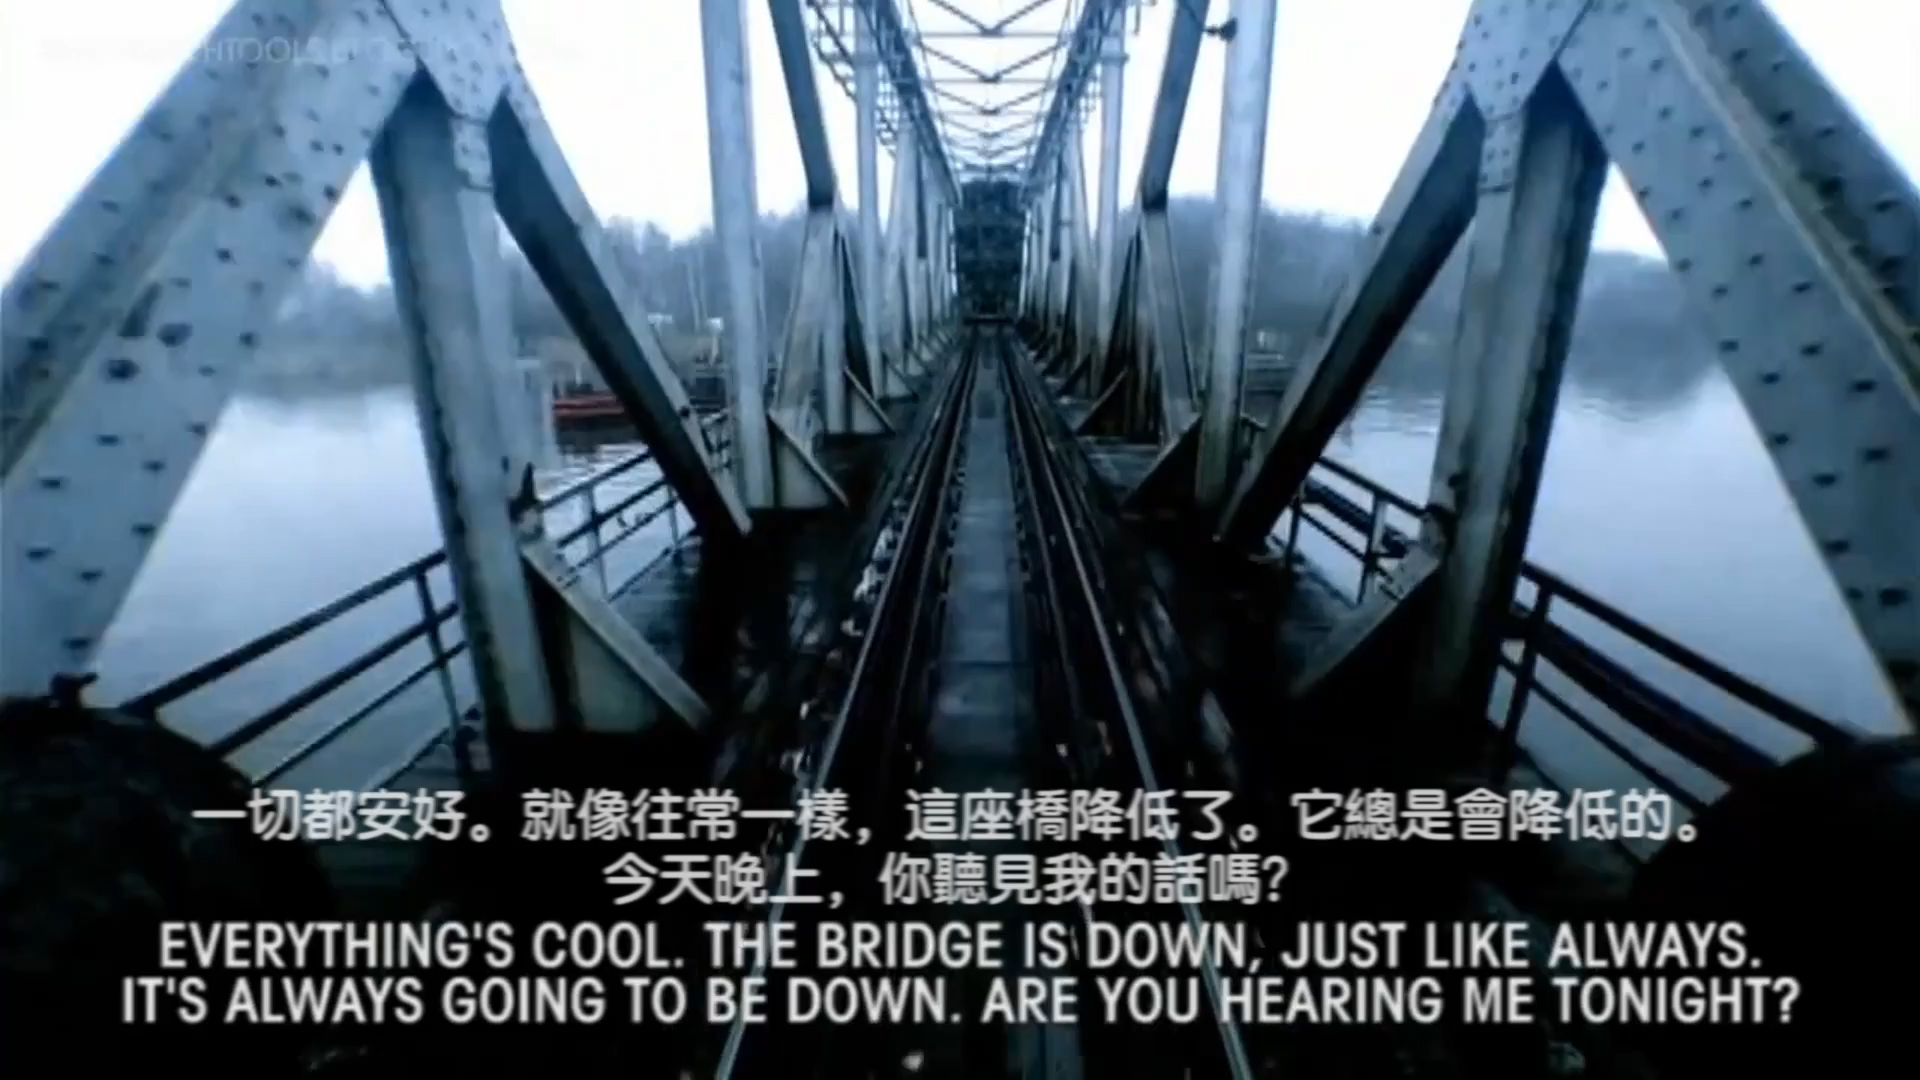 一切都安好。就像往常一樣，這座橋降低了。它總是會降低的。
今天晚上，你聽見我的話嗎？
EVERYTHING'S COOL. THE BRIDGE IS DOWN, JUST LIKE ALWAYS.
IT'S ALWAYS GOING TO BE DOWN. ARE YOU HEARING ME TONIGHT?